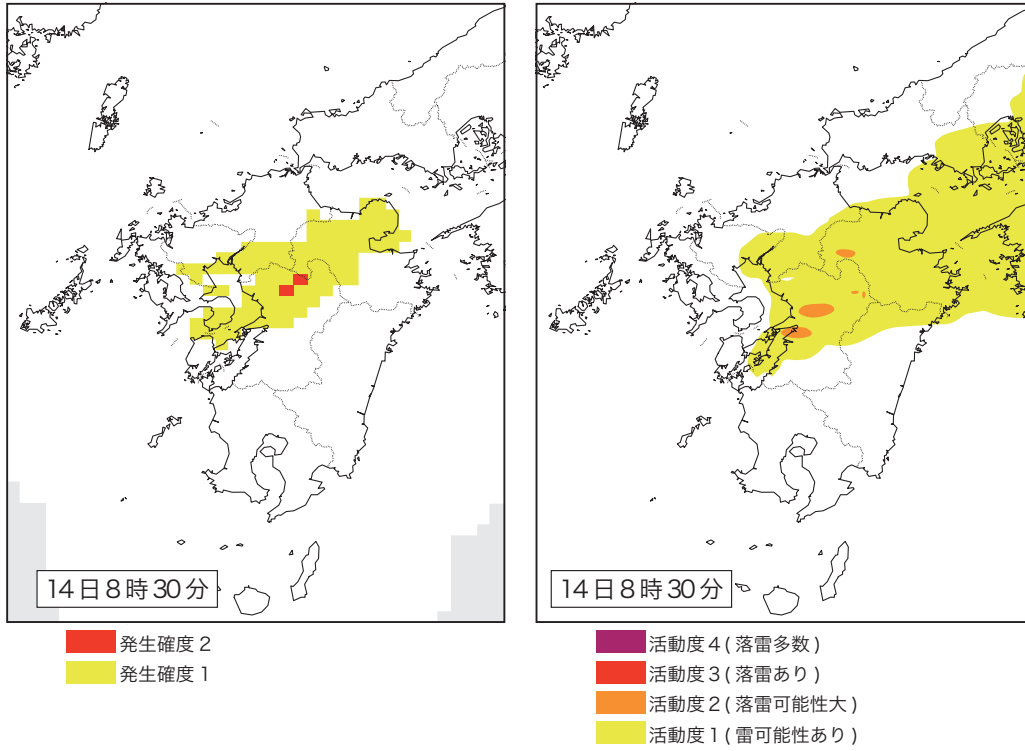 14日8時30分
発生確度2
発生確度1
14日8時30分
活動度4(落雷多数)
活動度3(落雷あり)
活動度2(落雷可能性大)
活動度1(雷可能性あり)